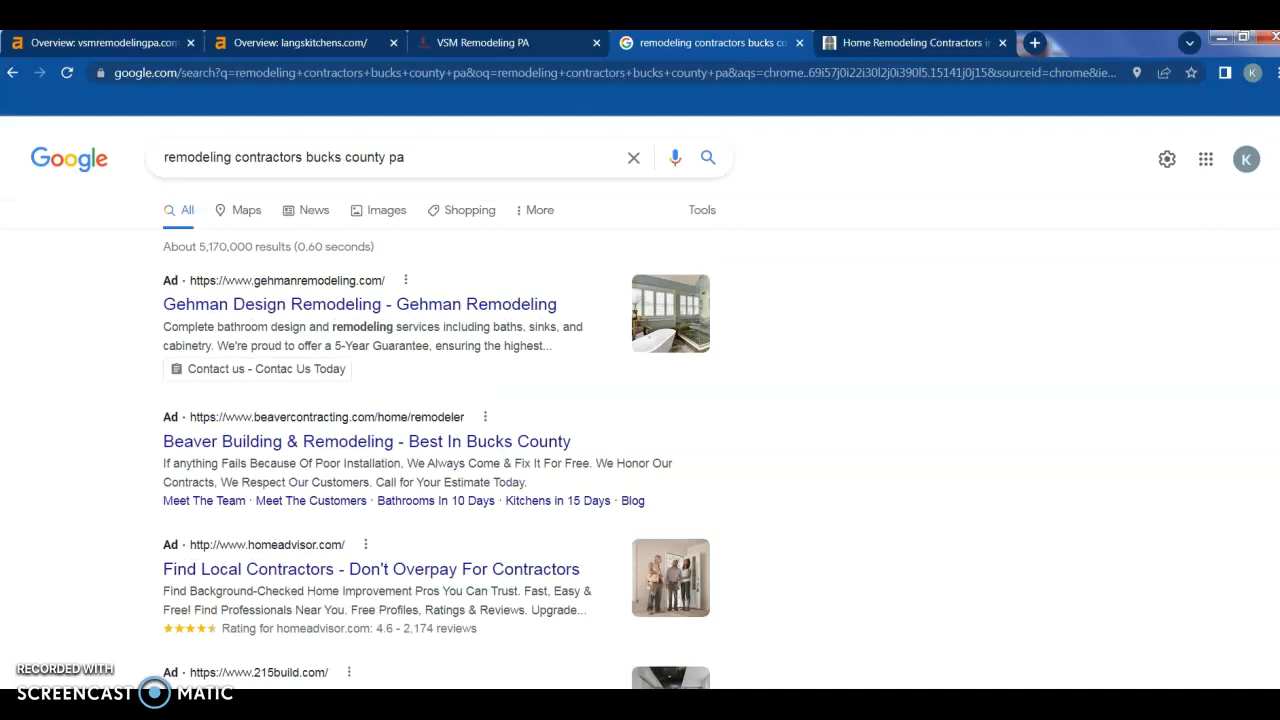 Overview: vsmremodelingpa.com
Overview: langskitchens.com/
VSM Remodeling PA
remodeling contractors bucks co
Home Remodeling Contractors in
google.com/search?q=remodeling+contractors+bucks+county+pa&oq=remodeling+contractors+bucks+county+pa&aqs=chrome..69i57j0i22i30l2j0i390l5.15141j0j15&sourceid=chrome&ie...
K
Google
remodeling contractors bucks county pa
K
All
Maps
News
Images
Shopping
More
Tools
About 5,170,000 results (0.60 seconds)
Ad · https://www.gehmanremodeling.com/
Gehman Design Remodeling - Gehman Remodeling
Complete bathroom design and remodeling services including baths, sinks, and
cabinetry. We're proud to offer a 5-Year Guarantee, ensuring the highest...
Contact us - Contac Us Today
Ad · https://www.beavercontracting.com/home/remodeler
Beaver Building & Remodeling - Best In Bucks County
If anything Fails Because Of Poor Installation, We Always Come & Fix It For Free. We Honor Our
Contracts, We Respect Our Customers. Call for Your Estimate Today.
Meet The Team · Meet The Customers · Bathrooms In 10 Days · Kitchens in 15 Days · Blog
Ad · http://www.homeadvisor.com/
Find Local Contractors - Don't Overpay For Contractors
Find Background-Checked Home Improvement Pros You Can Trust. Fast, Easy &
Free! Find Professionals Near You. Free Profiles, Ratings & Reviews. Upgrade...
Rating for homeadvisor.com: 4.6 - 2,174 reviews
Ad · https://www.215build.com/
RECORDED WITH
SCREENCAST MATIC